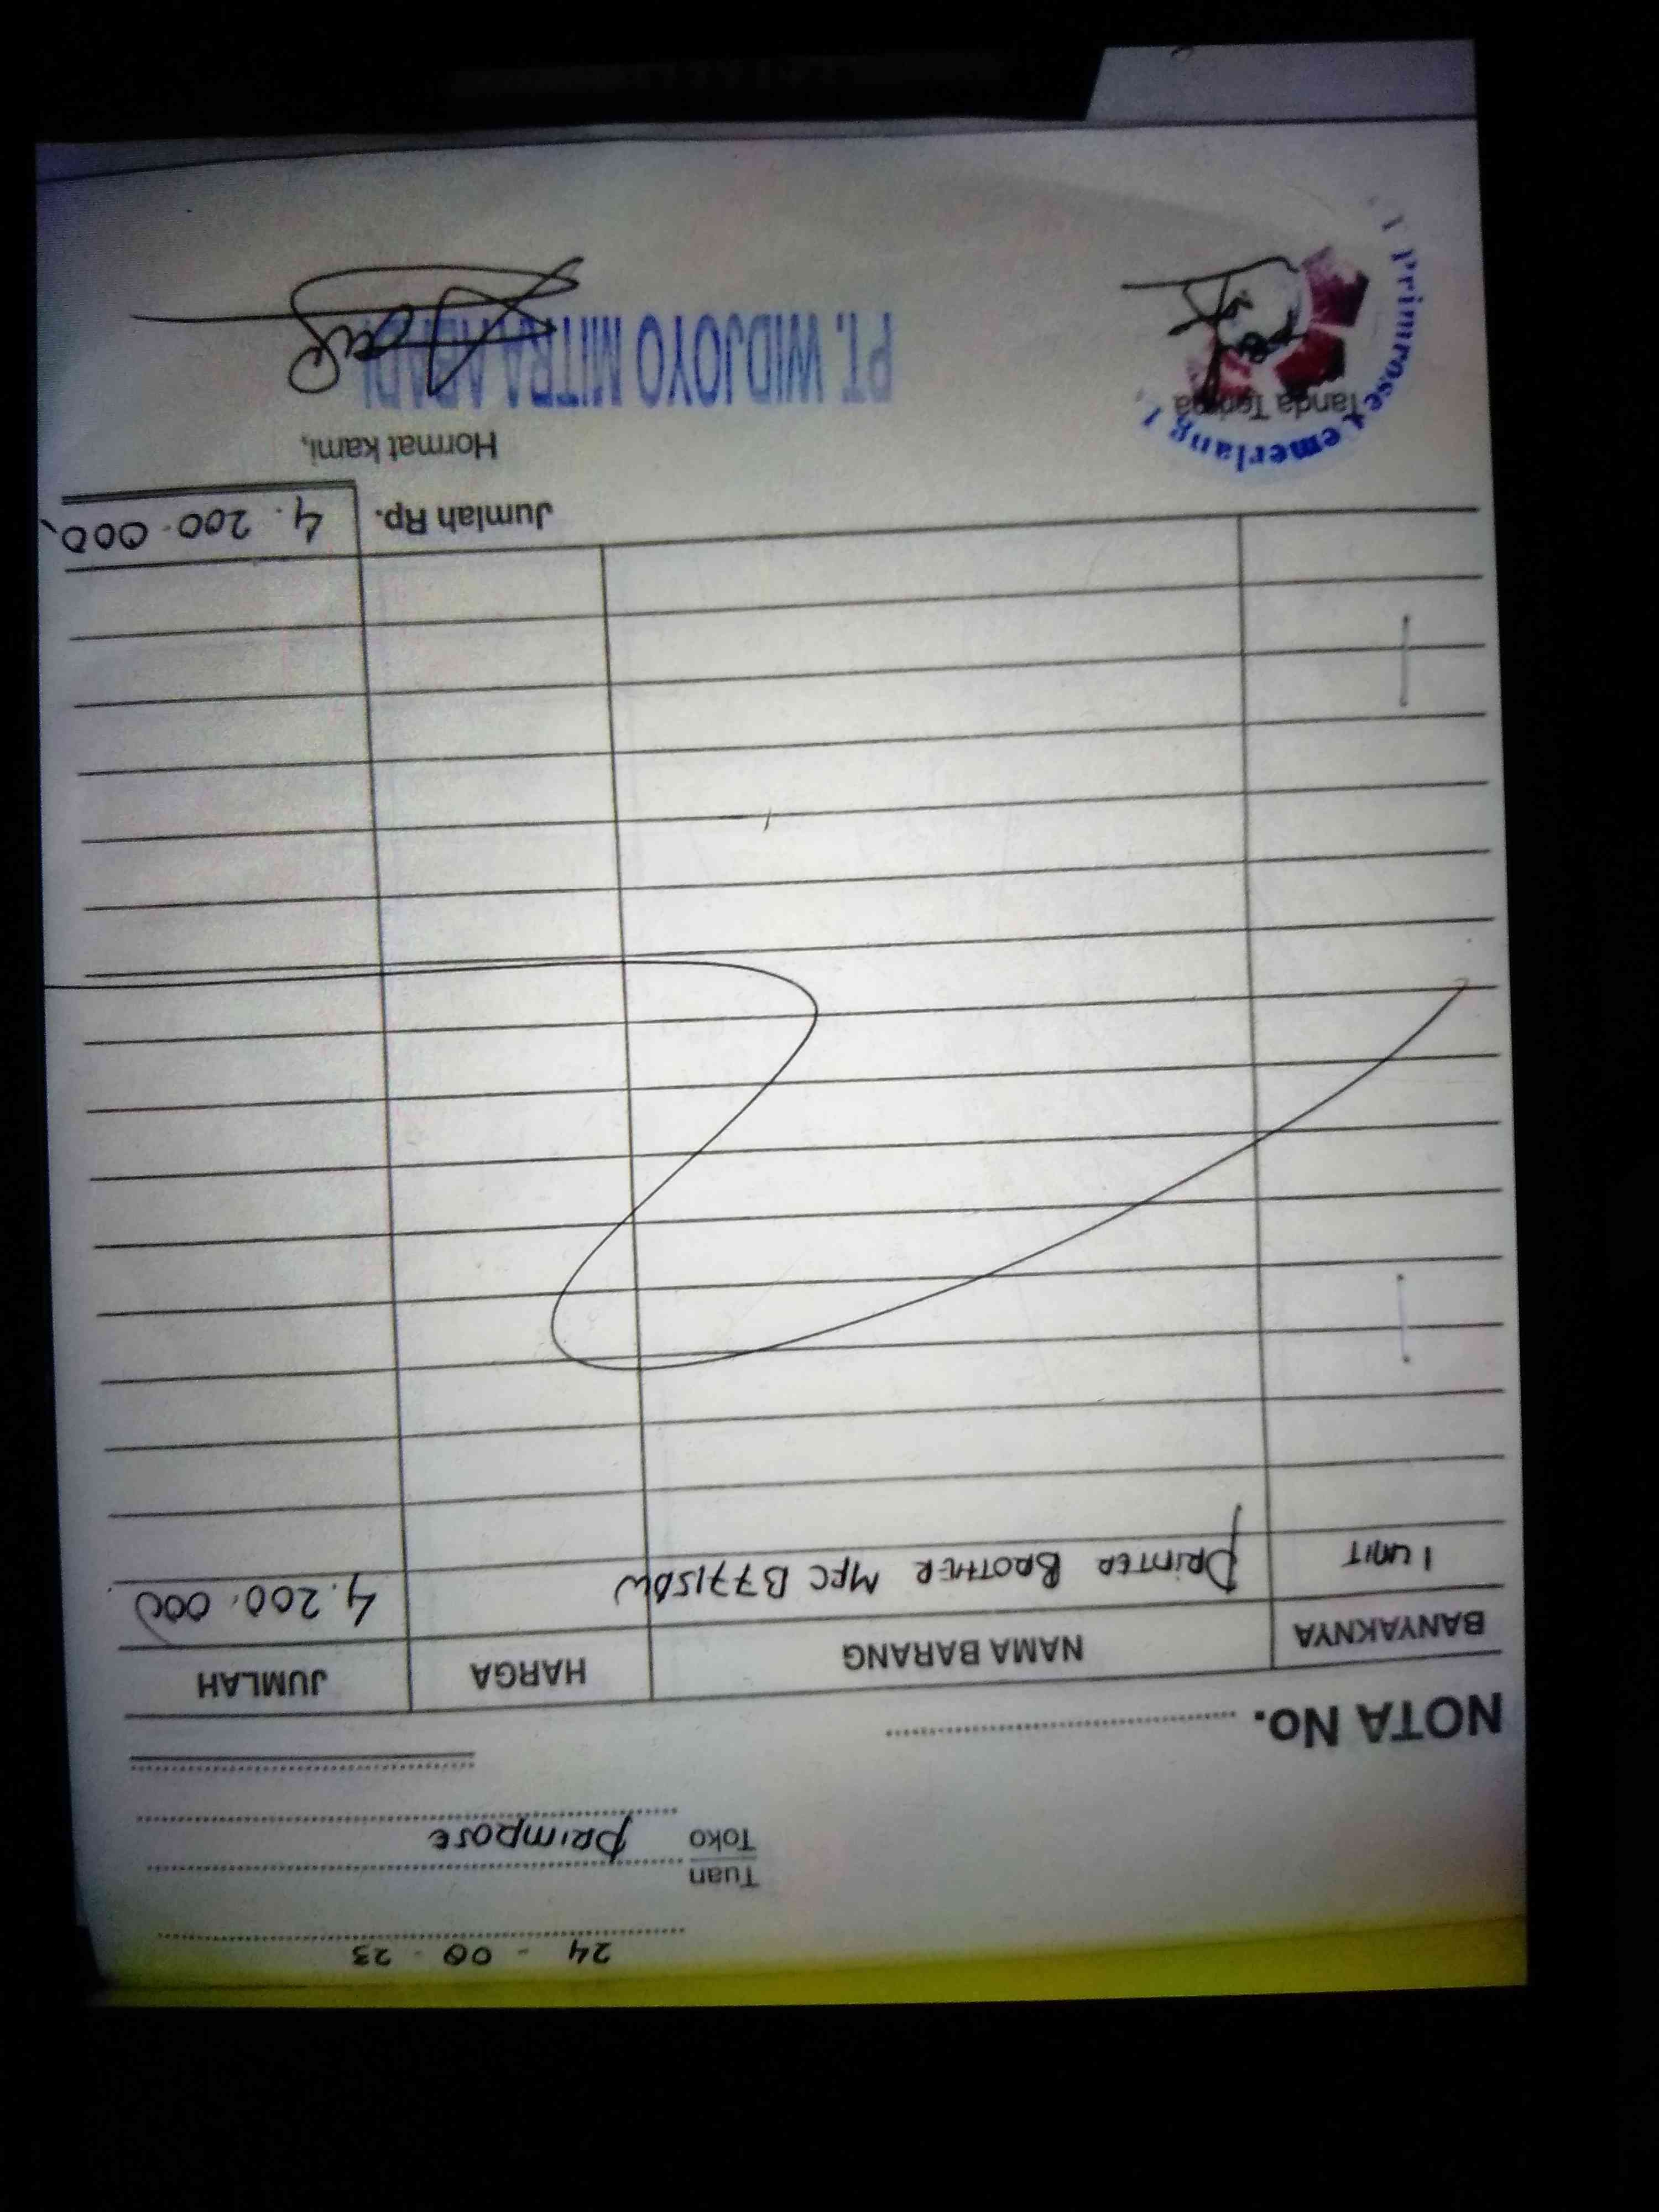 24 - 08 - 23
Tuan
Toko PRIMROSE
NOTA No.
BANYAKNYA NAMA BARANG HARGA JUMLAH
1 UNIT PRINTER BROTHER MFC B7715DW 4.200.000
Jumlah Rp. 4.200.000,
Tanda Terima Hormat kami,
Primrose Emerlang
PT. WIDJOYO MITRA ABADI